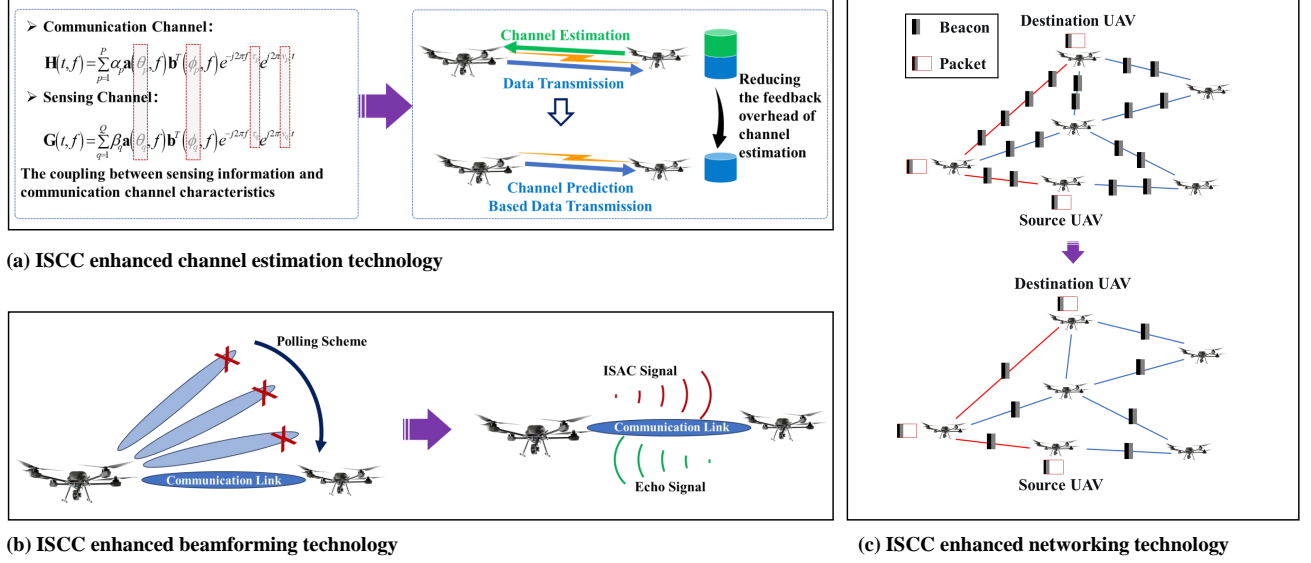 ➤ Communication Channel:
H(t,f)=∑_{p=1}^{P} α_p a(θ_p,f) b^T(ϕ_p,f) e^{-j2πfτ_p} e^{j2πν_p t}
➤ Sensing Channel:
G(t,f)=∑_{q=1}^{Q} β_q a(θ_q,f) b^T(ϕ_q,f) e^{-j2πfτ_q} e^{j2πν_q t}
The coupling between sensing information and
communication channel characteristics
Channel Estimation
Data Transmission
Channel Prediction
Based Data Transmission
Reducing
the feedback
overhead of
channel
estimation
(a) ISCC enhanced channel estimation technology
Polling Scheme
Communication Link
ISAC Signal
Communication Link
Echo Signal
(b) ISCC enhanced beamforming technology
Beacon
Packet
Destination UAV
Source UAV
Destination UAV
Source UAV
(c) ISCC enhanced networking technology